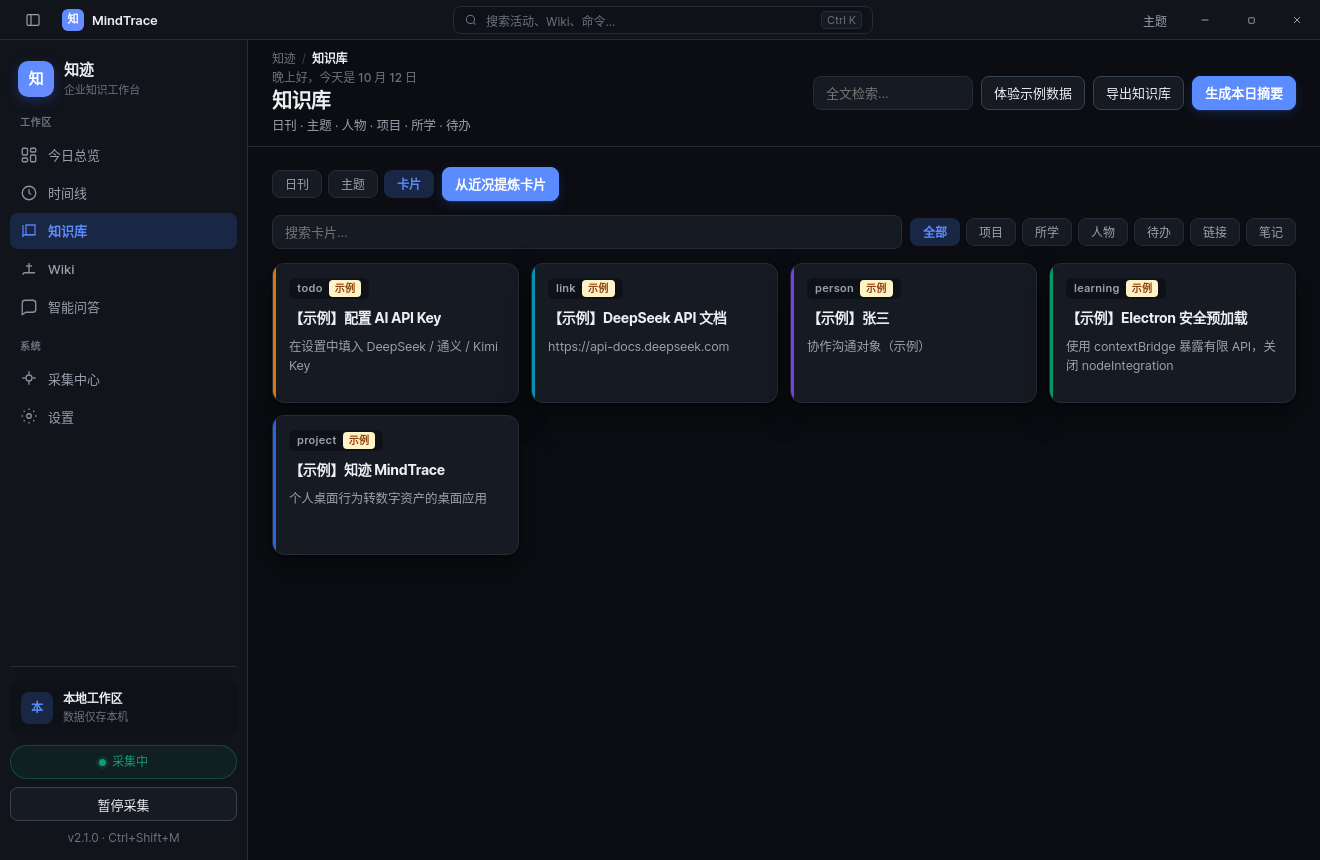 知 MindTrace
搜索活动、Wiki、命令...
Ctrl K
主题
知
知迹
企业知识工作台
工作区
今日总览
时间线
知识库
Wiki
智能问答
系统
采集中心
设置
本
本地工作区
数据仅存本机
采集中
暂停采集
v2.1.0 · Ctrl+Shift+M
知迹 / 知识库
晚上好，今天是 10 月 12 日
知识库
日刊 · 主题 · 人物 · 项目 · 所学 · 待办
全文检索...
体验示例数据
导出知识库
生成本日摘要
日刊
主题
卡片
从近况提炼卡片
搜索卡片...
全部
项目
所学
人物
待办
链接
笔记
todo 示例
【示例】配置 AI API Key
在设置中填入 DeepSeek / 通义 / Kimi
Key
link 示例
【示例】DeepSeek API 文档
https://api-docs.deepseek.com
person 示例
【示例】张三
协作沟通对象（示例）
learning 示例
【示例】Electron 安全预加载
使用 contextBridge 暴露有限 API，关
闭 nodeIntegration
project 示例
【示例】知迹 MindTrace
个人桌面行为转数字资产的桌面应用